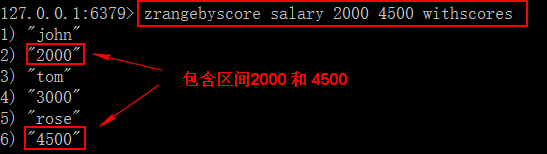 127.0.0.1:6379> zrangebyscore salary 2000 4500 withscores
1) "john"
2) "2000"
3) "tom"
4) "3000"
5) "rose"
6) "4500"
包含区间2000 和 4500